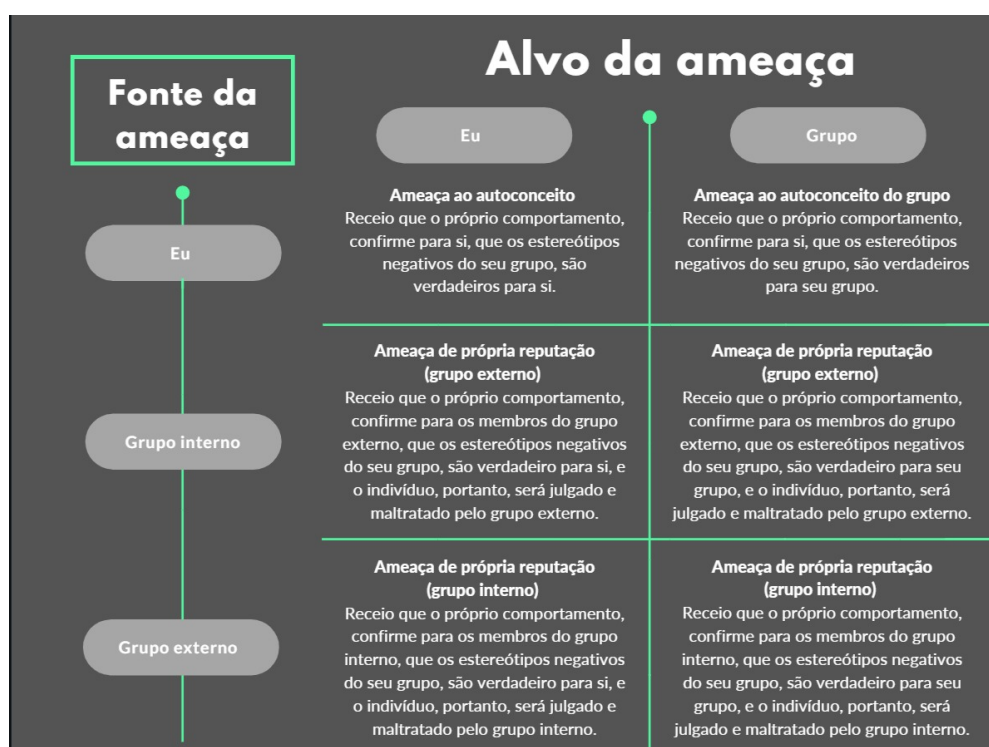 Fonte da
ameaça
Alvo da ameaça
Eu
Grupo
Eu
Ameaça ao autoconceito
Receio que o próprio comportamento,
confirme para si, que os estereótipos
negativos do seu grupo, são
verdadeiros para si.
Ameaça ao autoconceito do grupo
Receio que o próprio comportamento,
confirme para si, que os estereótipos
negativos do seu grupo, são verdadeiros
para seu grupo.
Grupo interno
Ameaça de própria reputação
(grupo externo)
Receio que o próprio comportamento,
confirme para os membros do grupo
externo, que os estereótipos negativos
do seu grupo, são verdadeiro para si, e
o indivíduo, portanto, será julgado e
maltratado pelo grupo externo.
Ameaça de própria reputação
(grupo externo)
Receio que o próprio comportamento,
confirme para os membros do grupo
externo, que os estereótipos negativos
do seu grupo, são verdadeiro para seu
grupo, e o indivíduo, portanto, será
julgado e maltratado pelo grupo externo.
Grupo externo
Ameaça de própria reputação
(grupo interno)
Receio que o próprio comportamento,
confirme para os membros do grupo
interno, que os estereótipos negativos
do seu grupo, são verdadeiro para si, e
o indivíduo, portanto, será julgado e
maltratado pelo grupo interno.
Ameaça de própria reputação
(grupo interno)
Receio que o próprio comportamento,
confirme para os membros do grupo
interno, que os estereótipos negativos
do seu grupo, são verdadeiro para seu
grupo, e o indivíduo, portanto, será
julgado e maltratado pelo grupo interno.